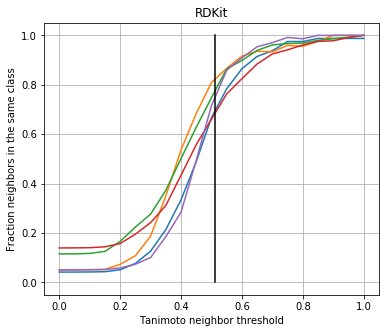 RDKit
Fraction neighbors in the same class
1.0
0.8
0.6
0.4
0.2
0.0
0.0 0.2 0.4 0.6 0.8 1.0
Tanimoto neighbor threshold